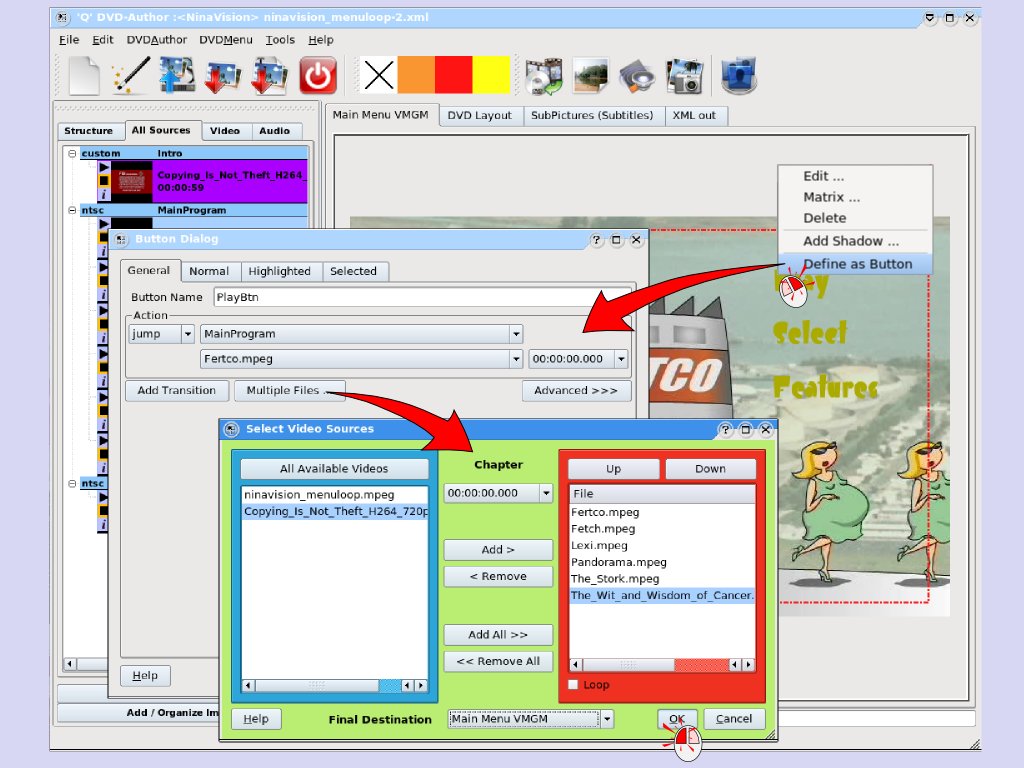 'Q' DVD-Author :<NinaVision> ninavision_menuloop-2.xml
File Edit DVDAuthor DVDMenu Tools Help
Structure All Sources Video Audio
Main Menu VMGM DVD Layout SubPictures (Subtitles) XML out
custom Intro
Copying_Is_Not_Theft_H264_
00:00:59
i
ntsc MainProgram
Edit ...
Matrix ...
Delete
Add Shadow ...
Define as Button
Play
Select
Features
TCO
Button Dialog
General Normal Highlighted Selected
Button Name PlayBtn
Action
jump MainProgram
Fertco.mpeg 00:00:00.000
Add Transition Multiple Files ... Advanced >>>
ntsc
Select Video Sources
All Available Videos
ninavision_menuloop.mpeg
Copying_Is_Not_Theft_H264_720p
Chapter
00:00:00.000
Add >
< Remove
Add All >>
<< Remove All
Up Down
File
Fertco.mpeg
Fetch.mpeg
Lexi.mpeg
Pandorama.mpeg
The_Stork.mpeg
The_Wit_and_Wisdom_of_Cancer.
Loop
Help Final Destination Main Menu VMGM OK Cancel
Help
Add / Organize Im